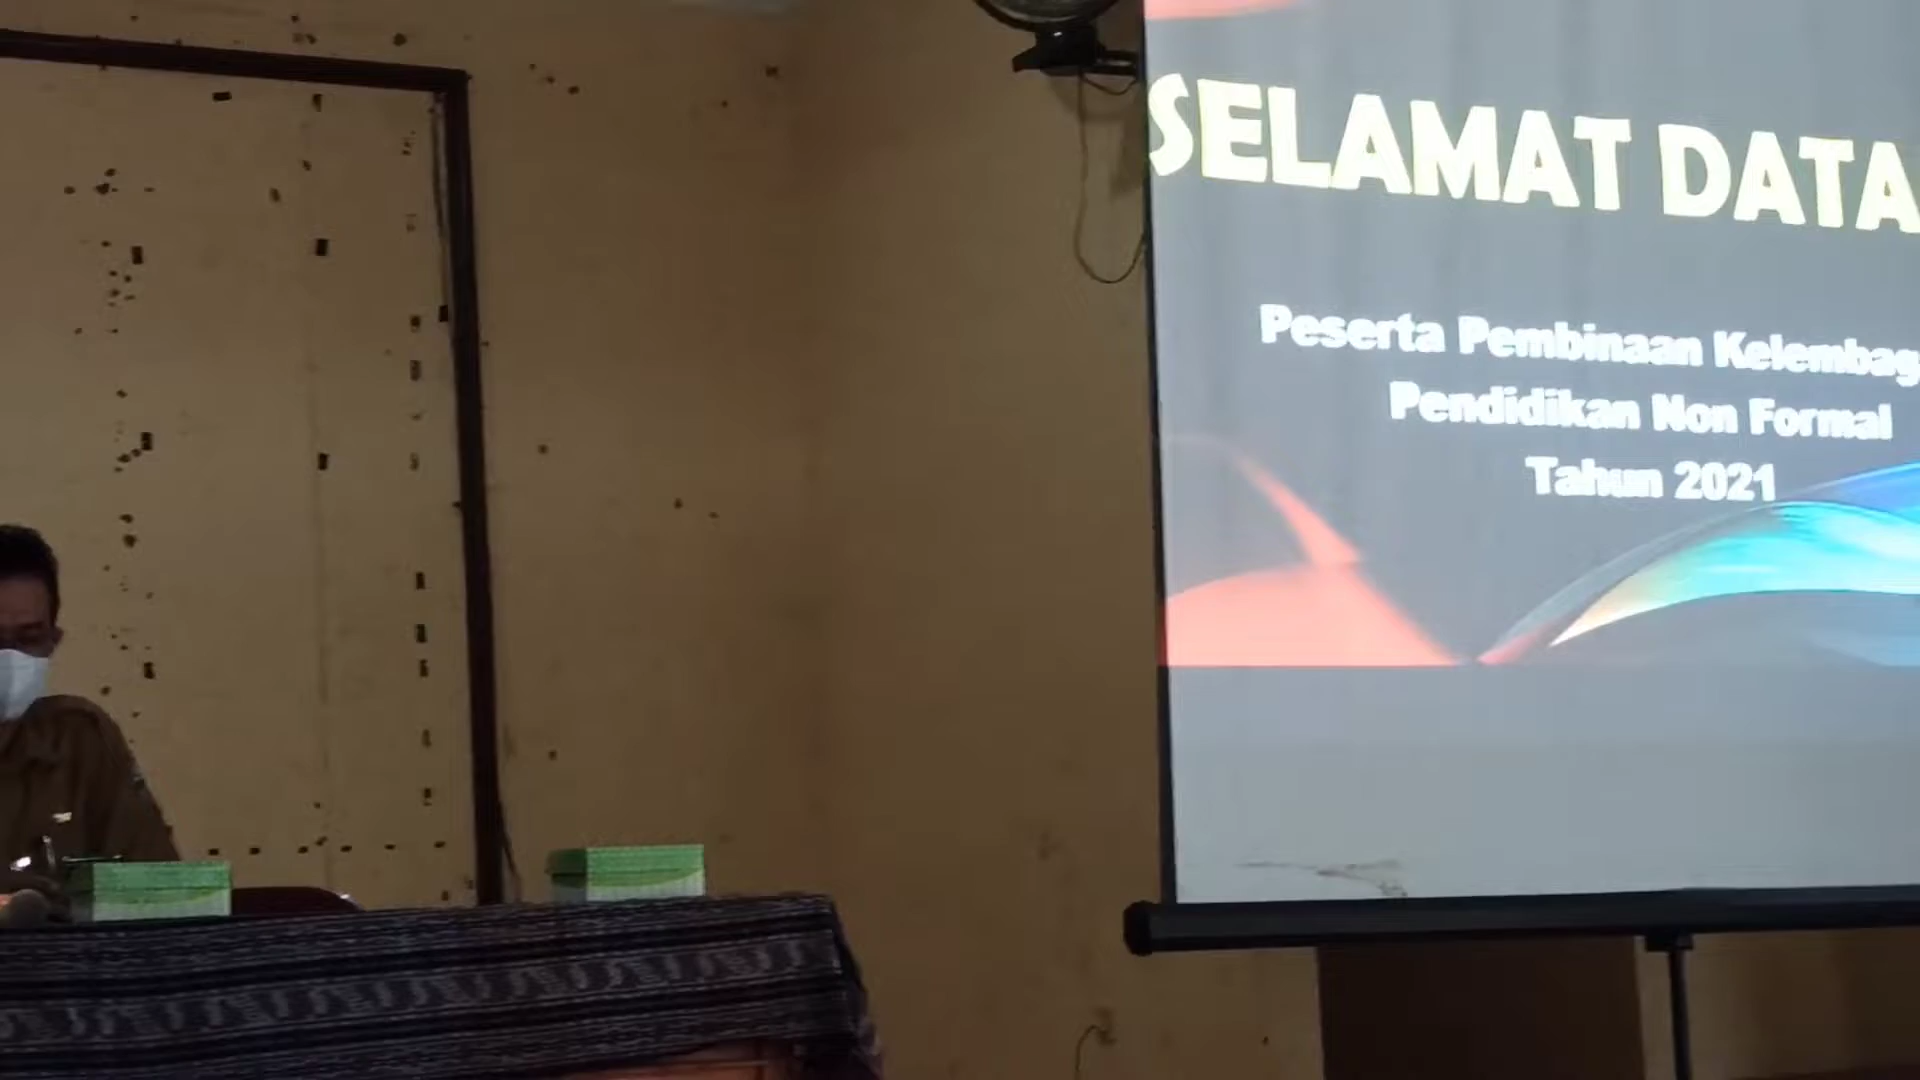 SELAMAT DATA
Peserta Pembinaan Kelembag
Pendidikan Non Formal
Tahun 2021